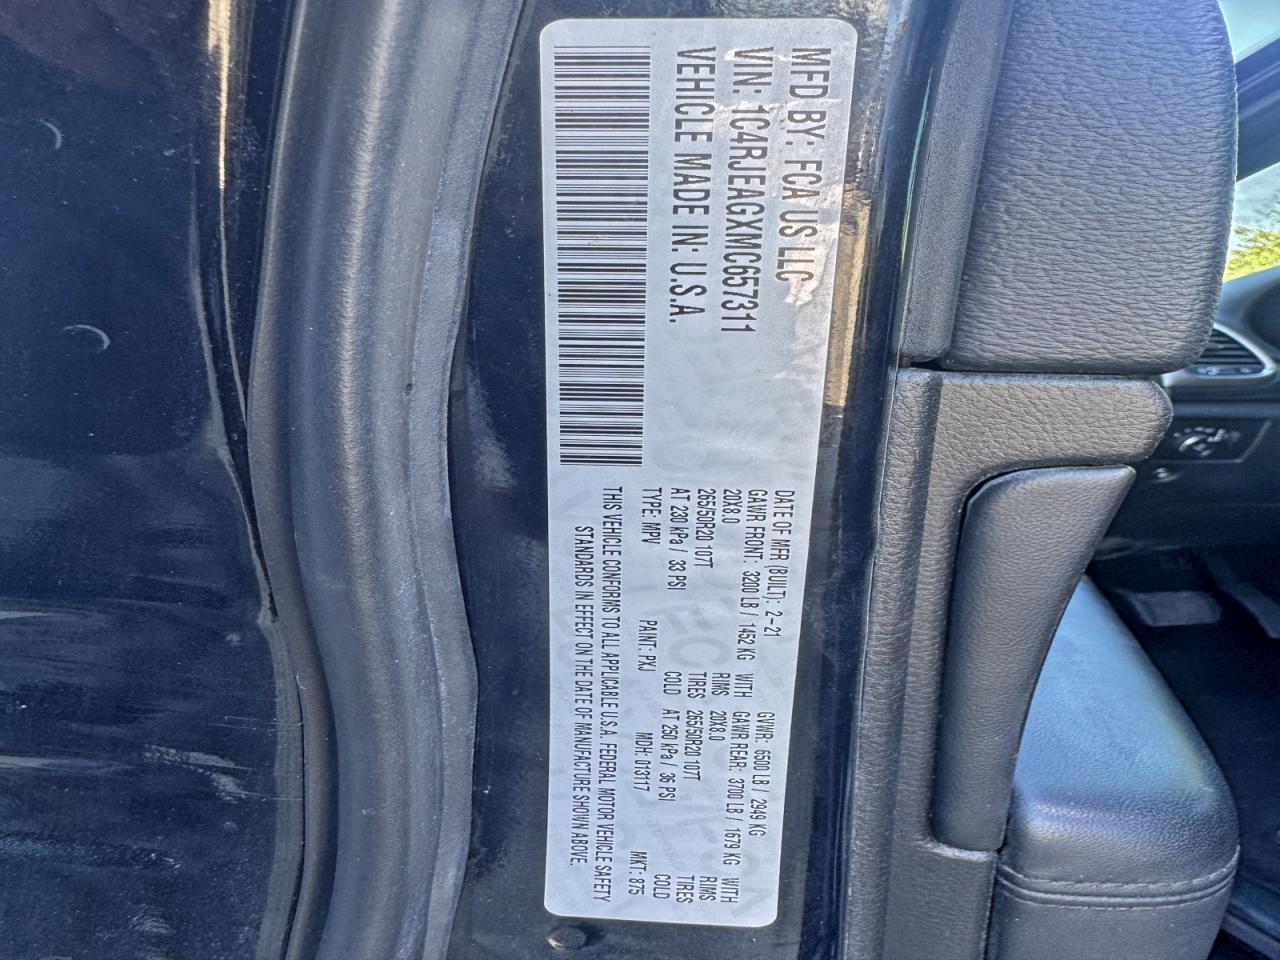 MFD BY: FCA US LLC
VIN: 1C4RJEAGXMC657311
VEHICLE MADE IN: U.S.A.
DATE OF MFR (BUILT): 2-21 GVWR: 6500 LB / 2949 KG
GAWR FRONT: 3200 LB / 1452 KG WITH GAWR REAR: 3700 LB / 1679 KG WITH
20X8.0 RIMS 20X8.0 RIMS
265/50R20 107T TIRES 265/50R20 107T TIRES
AT 230 kPa / 33 PSI COLD AT 250 kPa / 36 PSI COLD
TYPE: MPV PAINT: PXJ MDH: 013117 MKT: 875
THIS VEHICLE CONFORMS TO ALL APPLICABLE U.S.A. FEDERAL MOTOR VEHICLE SAFETY
STANDARDS IN EFFECT ON THE DATE OF MANUFACTURE SHOWN ABOVE.